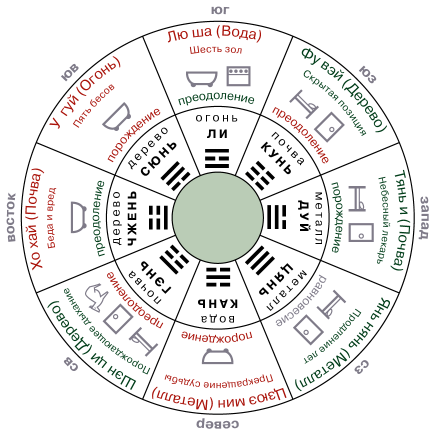 юг
Лю ша (Вода)
Шесть зол
преодоление
огонь
ЛИ
юз
Фу вэй (Дерево)
Скрытая позиция
преодоление
почва
КУНЬ
запад
Тянь и (Почва)
Небесный лекарь
порождение
металл
ДУЙ
сз
Янь нянь (Металл)
Продление лет
равновесие
металл
ЦЯНЬ
север
Цзюэ мин (Металл)
Прекращение судьбы
порождение
вода
КАНЬ
св
Шэн ци (Дерево)
Порождающее дыхание
преодоление
почва
ГЭНЬ
восток
Хо хай (Почва)
Беда и вред
преодоление
дерево
ЧЖЕНЬ
юв
У гуй (Огонь)
Пять бесов
порождение
дерево
СЮНЬ